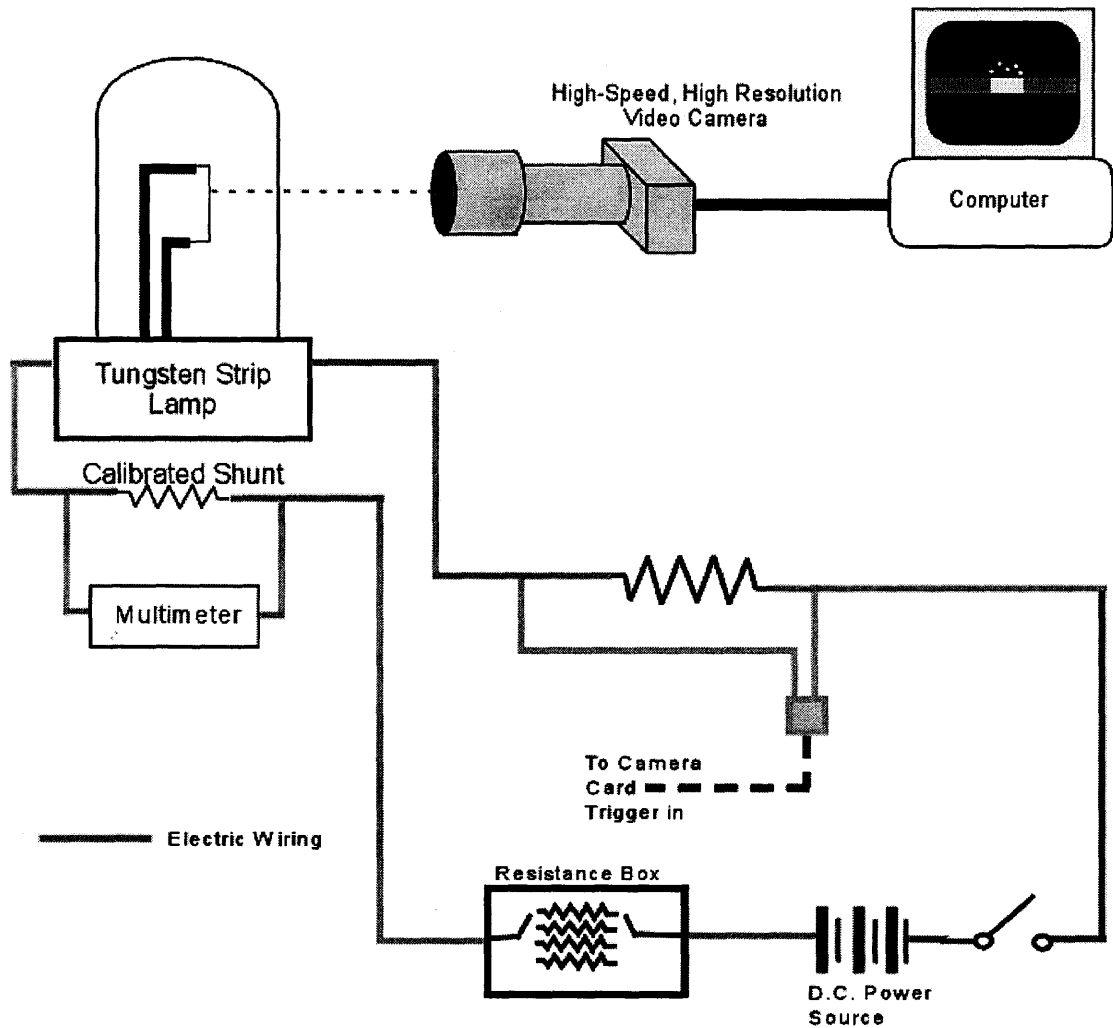 High-Speed, High Resolution
Video Camera
Computer
Tungsten Strip
Lamp
Calibrated Shunt
Multimeter
To Camera
Card
Trigger in
Electric Wiring
Resistance Box
D.C. Power
Source